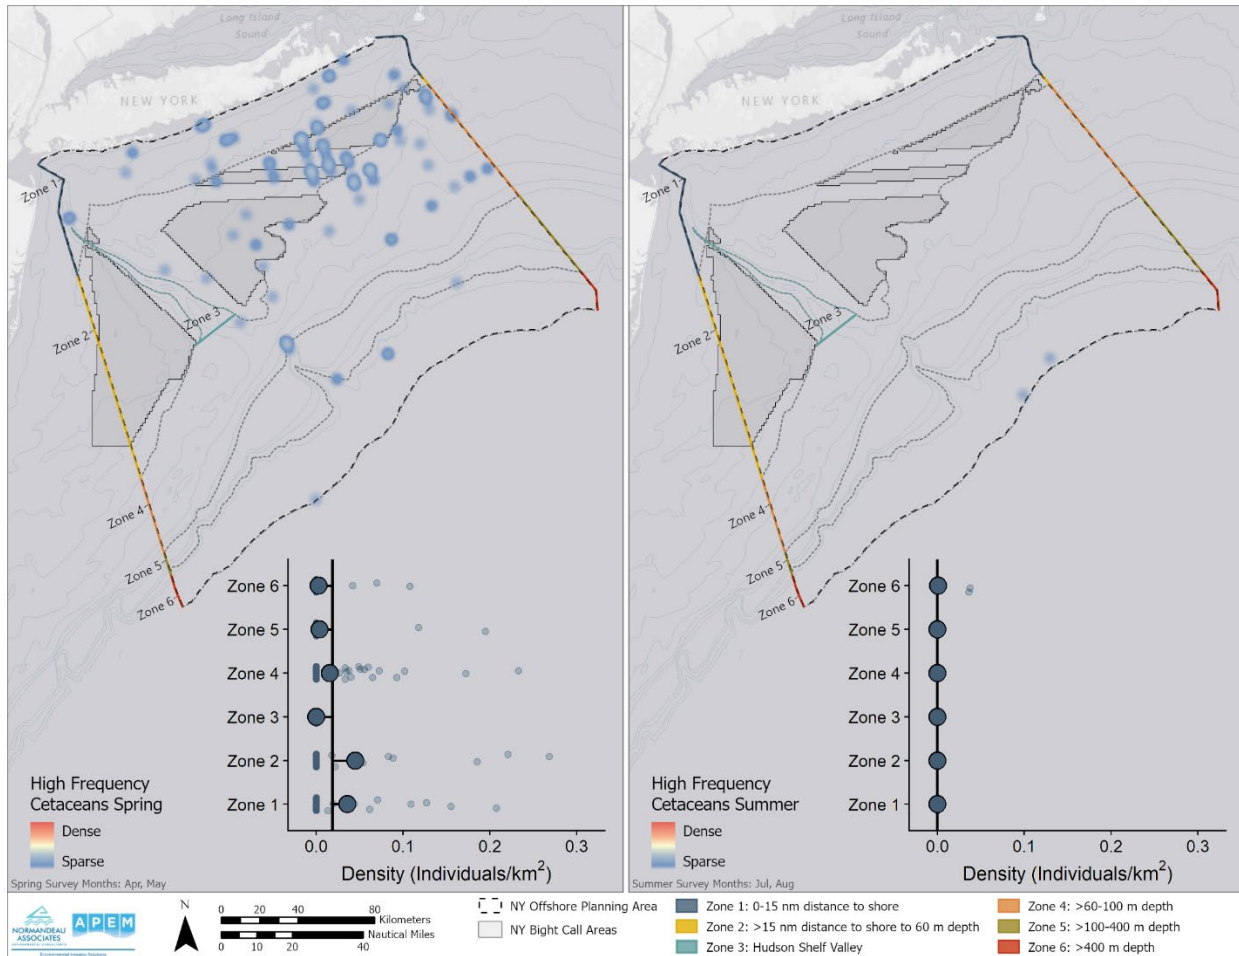 Long Island
Sound
NEW YORK
Zone 1
Zone 2
Zone 3
Zone 4
Zone 5
Zone 6
Zone 6
Zone 5
Zone 4
Zone 3
Zone 2
Zone 1
0.0 0.1 0.2 0.3
Density (Individuals/km²)
High Frequency
Cetaceans Spring
Dense
Sparse
Spring Survey Months: Apr, May
Long Island
Sound
NEW YORK
Zone 1
Zone 2
Zone 3
Zone 4
Zone 5
Zone 6
Zone 6
Zone 5
Zone 4
Zone 3
Zone 2
Zone 1
0.0 0.1 0.2 0.3
Density (Individuals/km²)
High Frequency
Cetaceans Summer
Dense
Sparse
Summer Survey Months: Jul, Aug
NORMANDEAU
ASSOCIATES
ENVIRONMENTAL CONSULTANTS
APEM
Environmental Imaging Solutions
N
0 20 40 60 80
Kilometers
Nautical Miles
0 10 20 40
NY Offshore Planning Area
NY Bight Call Areas
Zone 1: 0-15 nm distance to shore
Zone 2: >15 nm distance to shore to 60 m depth
Zone 3: Hudson Shelf Valley
Zone 4: >60-100 m depth
Zone 5: >100-400 m depth
Zone 6: >400 m depth